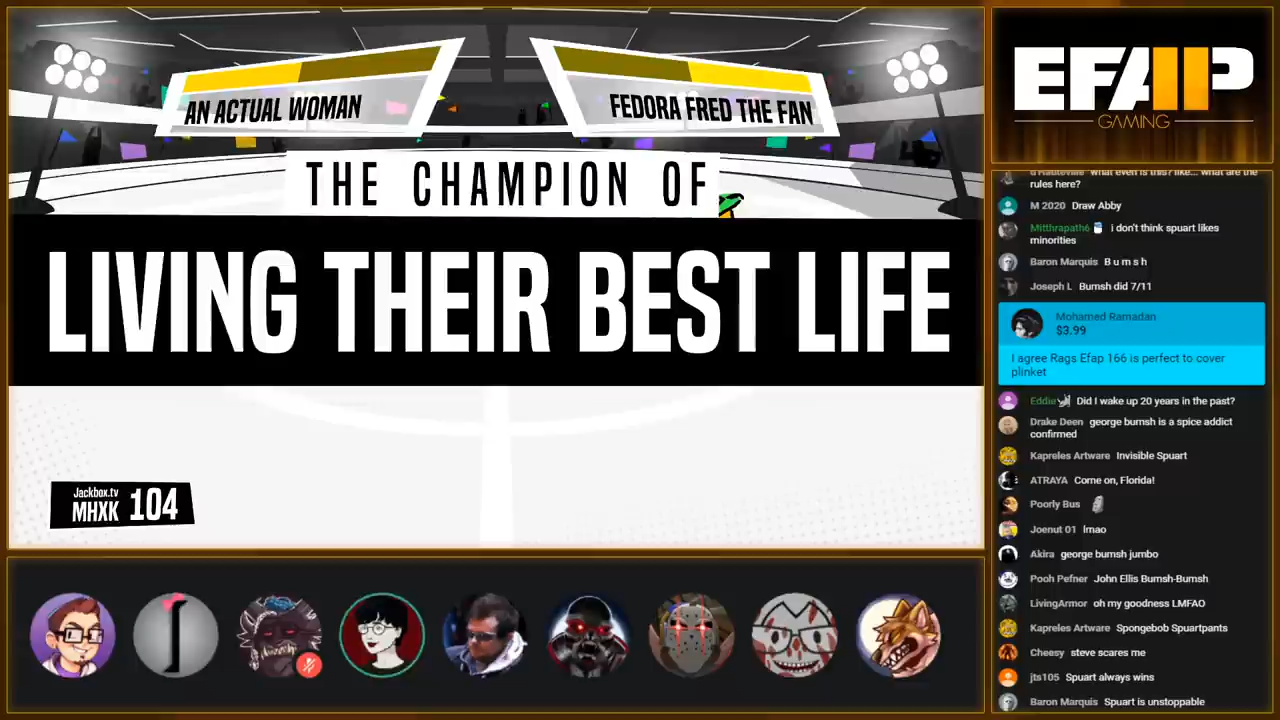 AN ACTUAL WOMAN
FEDORA FRED THE FAN
THE CHAMPION OF
LIVING THEIR BEST LIFE
Jackbox.tv
MHXK 104
EFAP
GAMING
d'Hauteville what even is this? like... what are the
rules here?
M 2020 Draw Abby
Mitthrapath6 i don't think spuart likes
minorities
Baron Marquis B u m s h
Joseph L Bumsh did 7/11
Mohamed Ramadan
$3.99
I agree Rags Efap 166 is perfect to cover
plinket
Eddie Did I wake up 20 years in the past?
Drake Deen george bumsh is a spice addict
confirmed
Kapreles Artware Invisible Spuart
ATRAYA Come on, Florida!
Poorly Bus
Joenut 01 lmao
Akira george bumsh jumbo
Pooh Pefner John Ellis Bumsh-Bumsh
LivingArmor oh my goodness LMFAO
Kapreles Artware Spongebob Spuartpants
Cheesy steve scares me
jts105 Spuart always wins
Baron Marquis Spuart is unstoppable